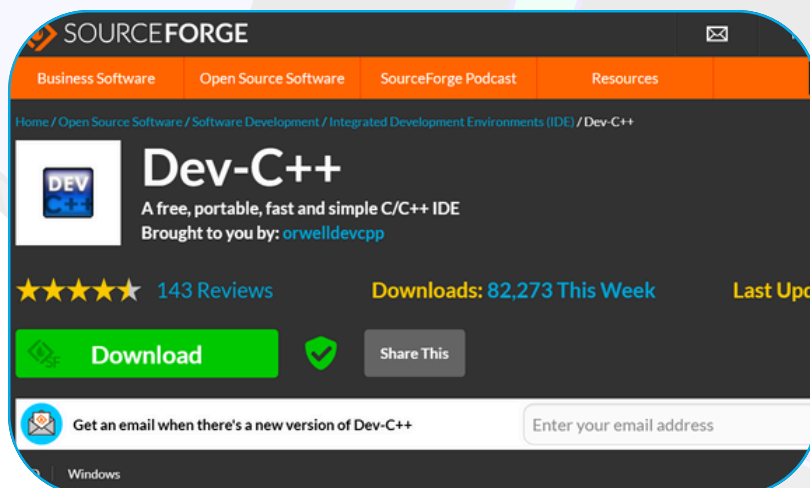 SOURCEFORGE
Business Software Open Source Software SourceForge Podcast Resources
Home / Open Source Software / Software Development / Integrated Development Environments (IDE) / Dev-C++
DEV
C++
Dev-C++
A free, portable, fast and simple C/C++ IDE
Brought to you by: orwelldevcpp
143 Reviews Downloads: 82,273 This Week Last Upd
SF Download Share This
Get an email when there's a new version of Dev-C++ Enter your email address
Windows